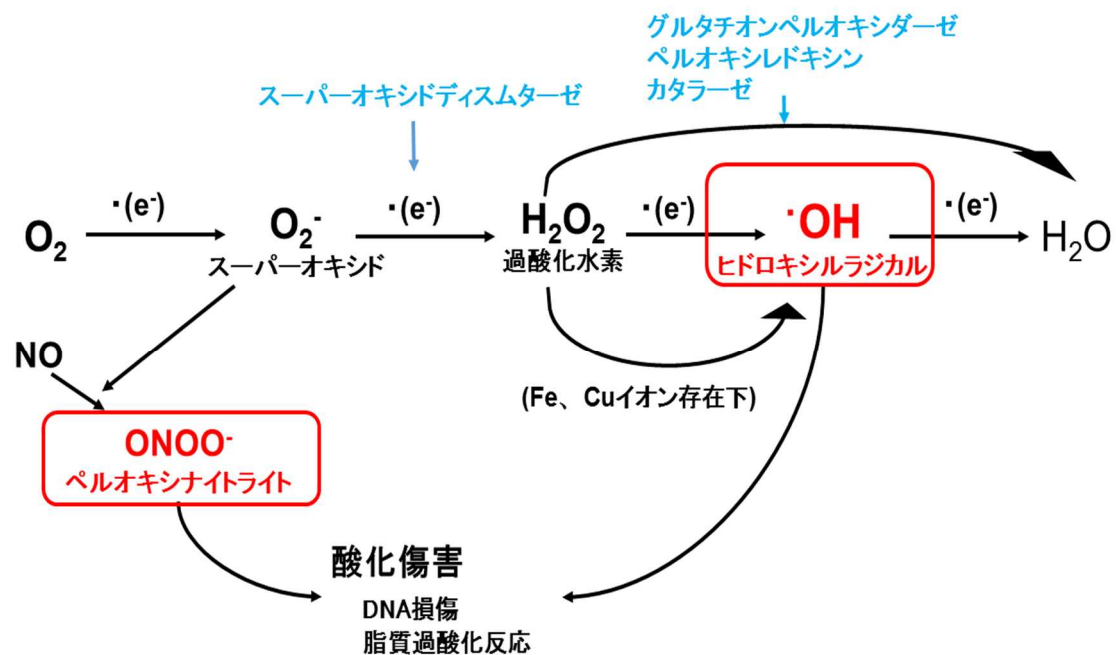 グルタチオンペルオキシダーゼ
ペルオキシレドキシン
カタラーゼ
スーパーオキシドディスムターゼ
O₂
·(e⁻)
O₂⁻
スーパーオキシド
·(e⁻)
H₂O₂
過酸化水素
·(e⁻)
·OH
ヒドロキシルラジカル
·(e⁻)
H₂O
NO
(Fe、Cuイオン存在下)
ONOO⁻
ペルオキシナイトライト
酸化傷害
DNA損傷
脂質過酸化反応